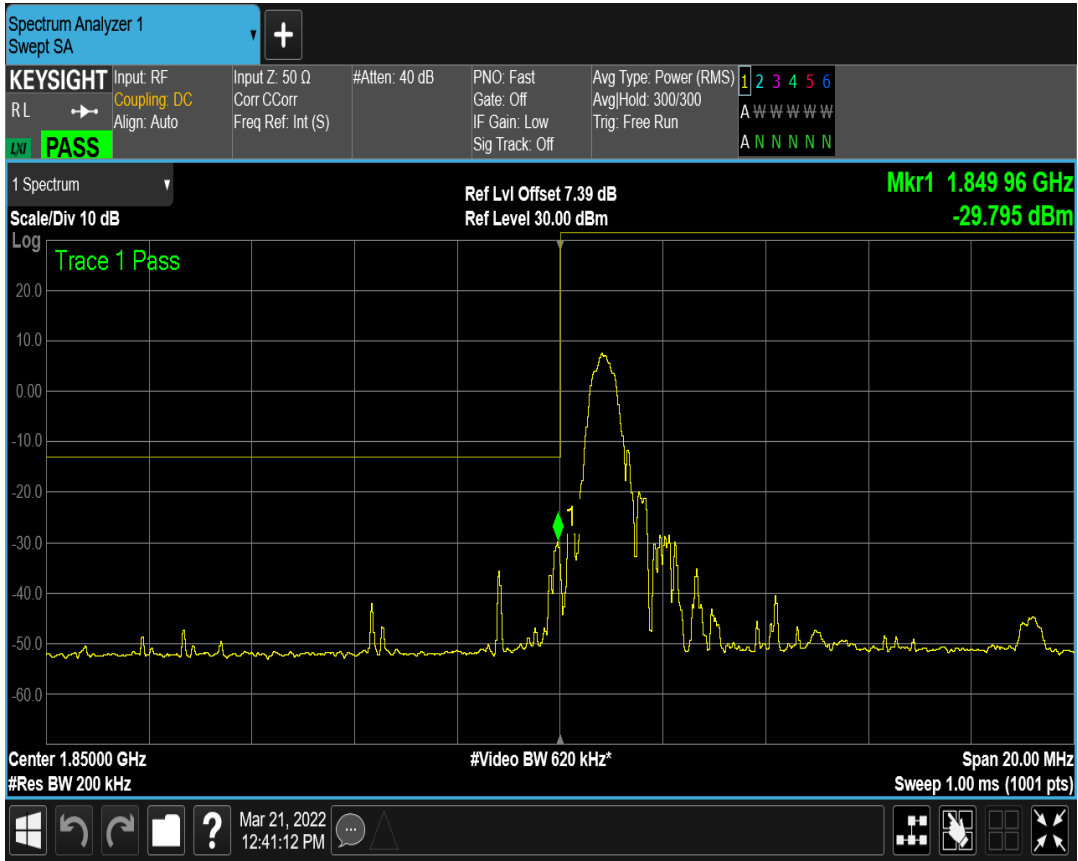 Spectrum Analyzer 1
Swept SA
+
KEYSIGHT
R L
LXI
PASS
Input: RF
Coupling: DC
Align: Auto
Input Z: 50 Ω
Corr CCorr
Freq Ref: Int (S)
#Atten: 40 dB
PNO: Fast
Gate: Off
IF Gain: Low
Sig Track: Off
Avg Type: Power (RMS)
Avg|Hold: 300/300
Trig: Free Run
1 2 3 4 5 6
A W W W W W
A N N N N N
1 Spectrum
Scale/Div 10 dB
Ref Lvl Offset 7.39 dB
Ref Level 30.00 dBm
Mkr1 1.849 96 GHz
-29.795 dBm
Log
Trace 1 Pass
20.0
10.0
0.00
-10.0
-20.0
1
-30.0
-40.0
-50.0
-60.0
Center 1.85000 GHz
#Res BW 200 kHz
#Video BW 620 kHz*
Span 20.00 MHz
Sweep 1.00 ms (1001 pts)
?
Mar 21, 2022
12:41:12 PM